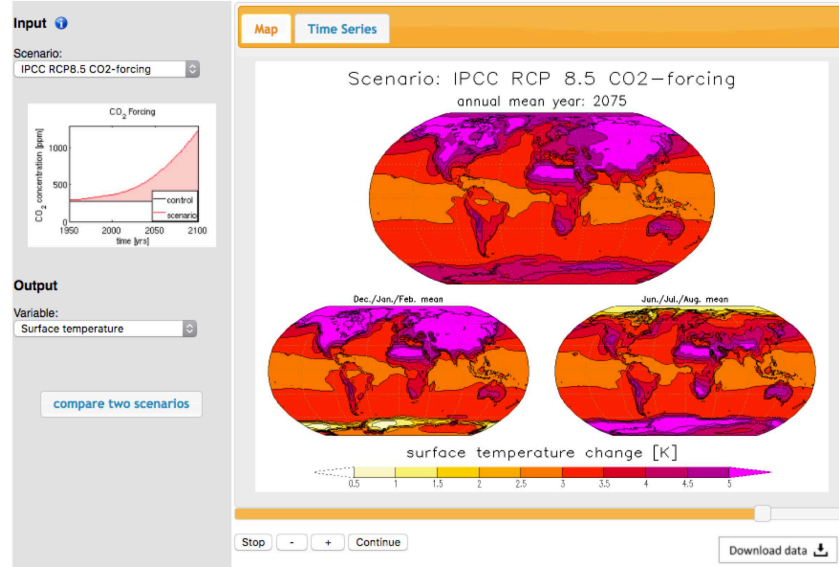 Input i
Scenario:
IPCC RCP8.5 CO2-forcing
CO2 Forcing
CO2 concentration [ppm]
1000
500
0
control
scenario
1950 2000 2050 2100
time [yrs]
Output
Variable:
Surface temperature
compare two scenarios
Map Time Series
Scenario: IPCC RCP 8.5 CO2-forcing
annual mean year: 2075
Dec./Jan./Feb. mean Jun./Jul./Aug. mean
surface temperature change [K]
0.5 1 1.5 2 2.5 3 3.5 4 4.5 5
Stop - + Continue
Download data